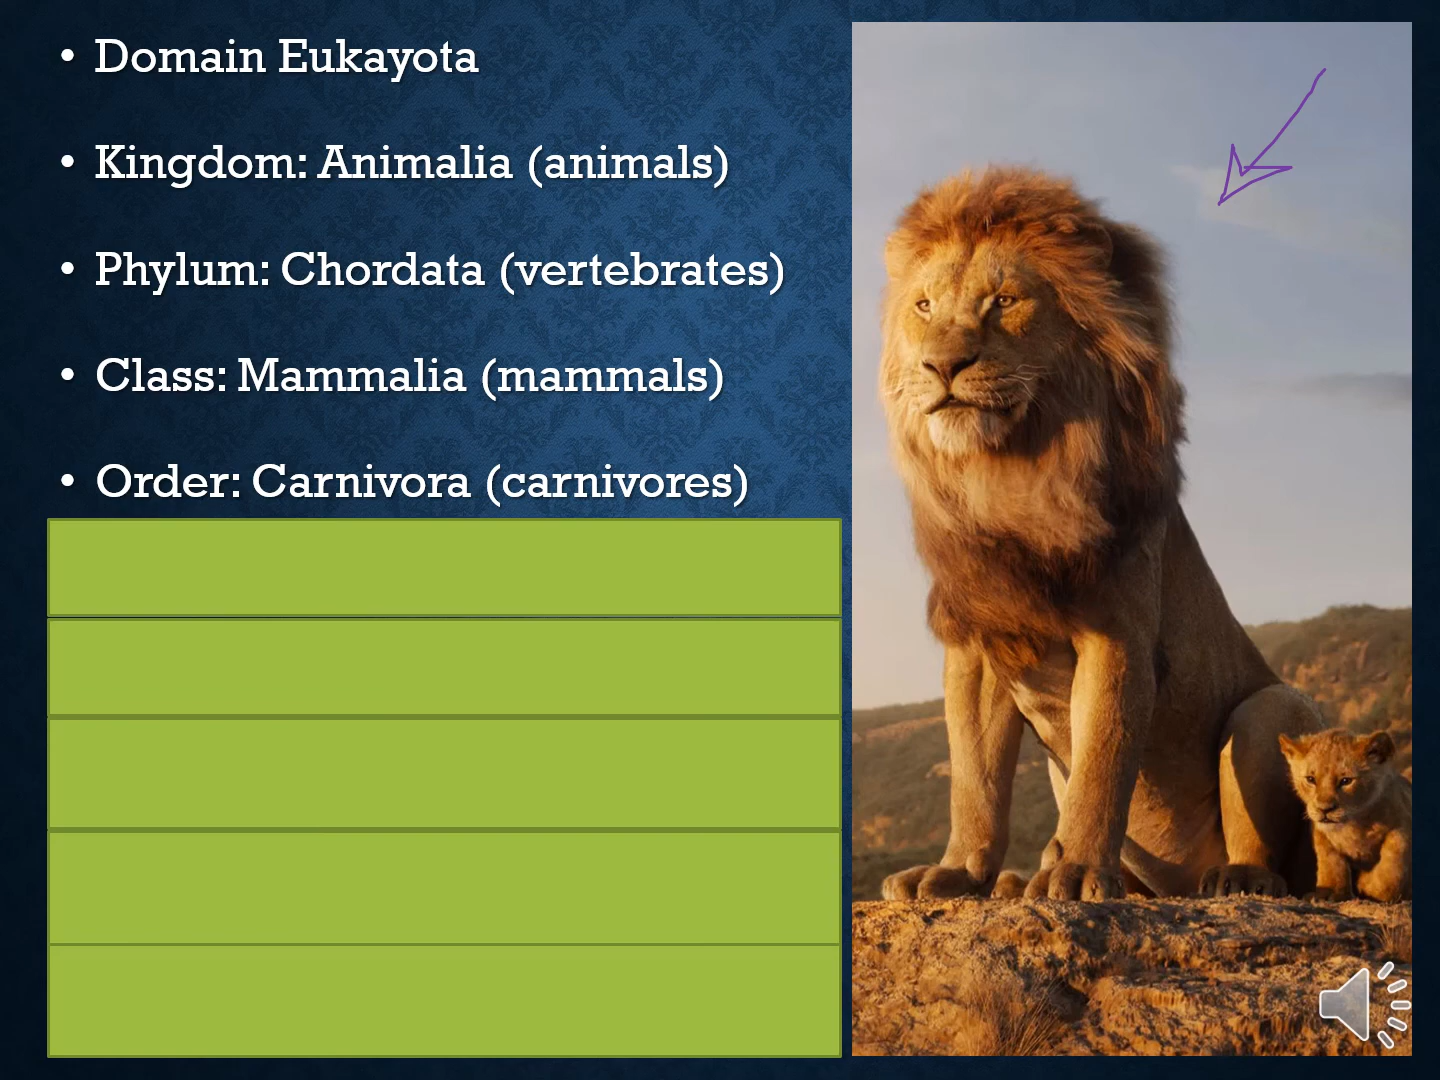 • Domain Eukayota
• Kingdom: Animalia (animals)
• Phylum: Chordata (vertebrates)
• Class: Mammalia (mammals)
• Order: Carnivora (carnivores)